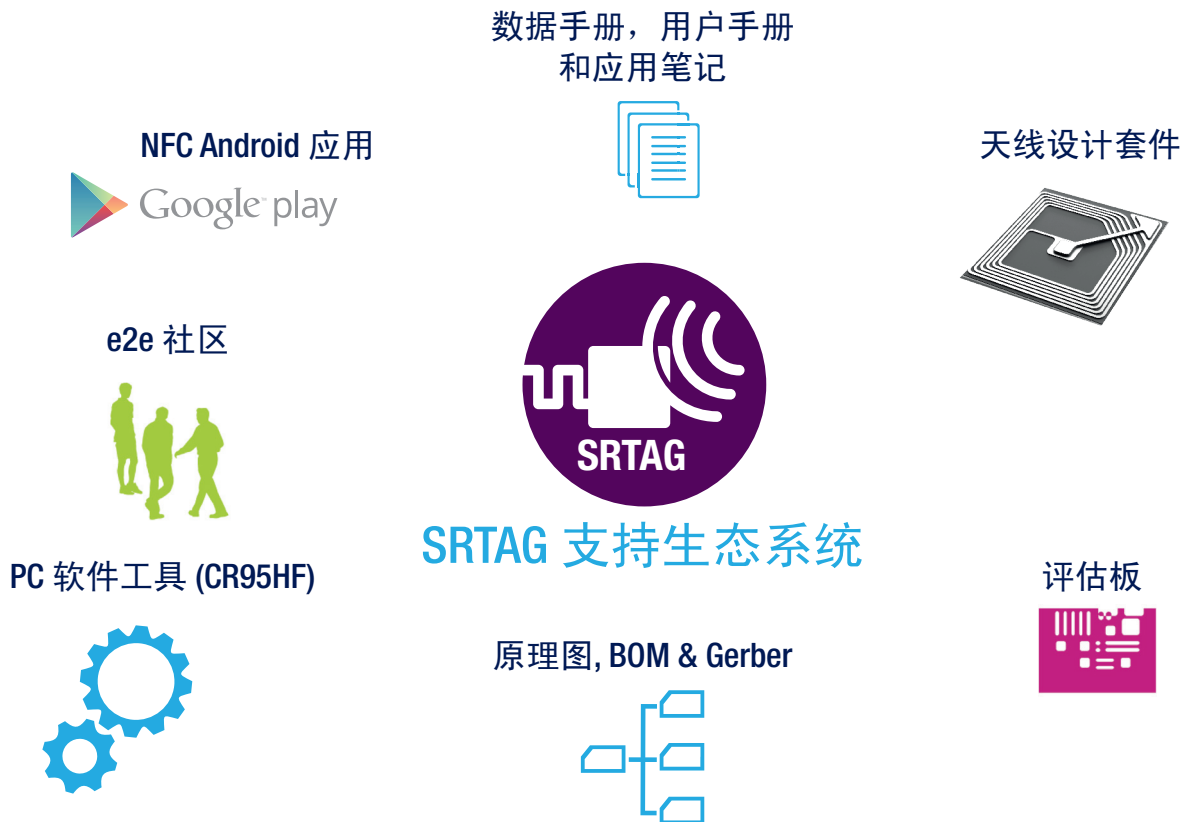 数据手册，用户手册
和应用笔记
NFC Android 应用
Google play
天线设计套件
e2e 社区
SRTAG
SRTAG 支持生态系统
PC 软件工具 (CR95HF)
评估板
原理图, BOM & Gerber